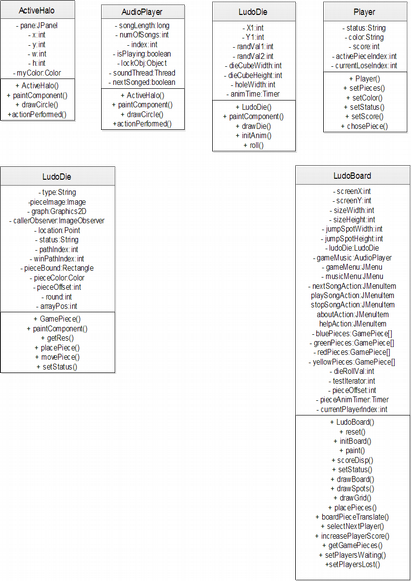 ActiveHalo
- pane:JPanel
- x:int
- y:int
- w:int
- h:int
- myColor:Color
+ ActiveHalo()
+ paintComponent()
+ drawCircle()
+ actionPerformed()
AudioPlayer
- songLength:long
- numOfSongs:int
- index:int
- isPlaying:boolean
- lockObj:Object
- soundThread:Thread
- nextSonged:boolean
+ ActiveHalo()
+ paintComponent()
+ drawCircle()
+actionPerformed()
LudoDie
- X1:int
- Y1:int
- randVal1:int
- randVal2:int
- dieCubeWidth:int
- dieCubeHeight:int
- holeWidth:int
- animTime:Timer
+ LudoDie()
+ paintComponent()
+ drawDie()
+ initAnim()
+ roll()
Player
- status:String
- color:String
- score:int
- activePieceIndex:int
- currentLoseIndex:int
+ Player()
+ setPieces()
+ setColor()
+ setStatus()
+ setScore()
+ chosePiece()
LudoDie
- type:String
-pieceImage:Image
- graph:Graphics2D
- callerObserver:ImageObserver
- location:Point
- status:String
- pathIndex:int
- winPathIndex:int
- pieceBound:Rectangle
- pieceColor:Color
- pieceOffset:int
- round:int
- arrayPos:int
+ GamePiece()
+ paintComponent()
+ getRes()
+ placePiece()
+ movePiece()
+ setStatus()
LudoBoard
- screenX:int
- screenY:int
- sizeWidth:int
- sizeHeight:int
- jumpSpotWidth:int
- jumpSpotHeight:int
- ludoDie:LudoDie
- gameMusic:AudioPlayer
- gameMenu:JMenu
- musicMenu:JMenu
- nextSongAction:JMenuItem
playSongAction:JMenuItem
stopSongAction:JMenuItem
aboutAction:JMenuItem
helpAction:JMenuItem
- bluePieces:GamePiece[]
- greenPieces:GamePiece[]
- redPieces:GamePiece[]
- yellowPieces:GamePiece[]
- dieRollVal:int
- testIterator:int
- pieceOffset:int
- pieceAnimTimer:Timer
- currentPlayerIndex:int
+ LudoBoard()
+ reset()
+ initBoard()
+ paint()
+ scoreDisp()
+ setStatus()
+ drawBoard()
+ drawSpots()
+ drawGrid()
+ placePieces()
+ boardPieceTranslate()
+ selectNextPlayer()
+ increasePlayerScore()
+ getGamePieces()
+ setPlayersWaiting()
+setPlayersLost()